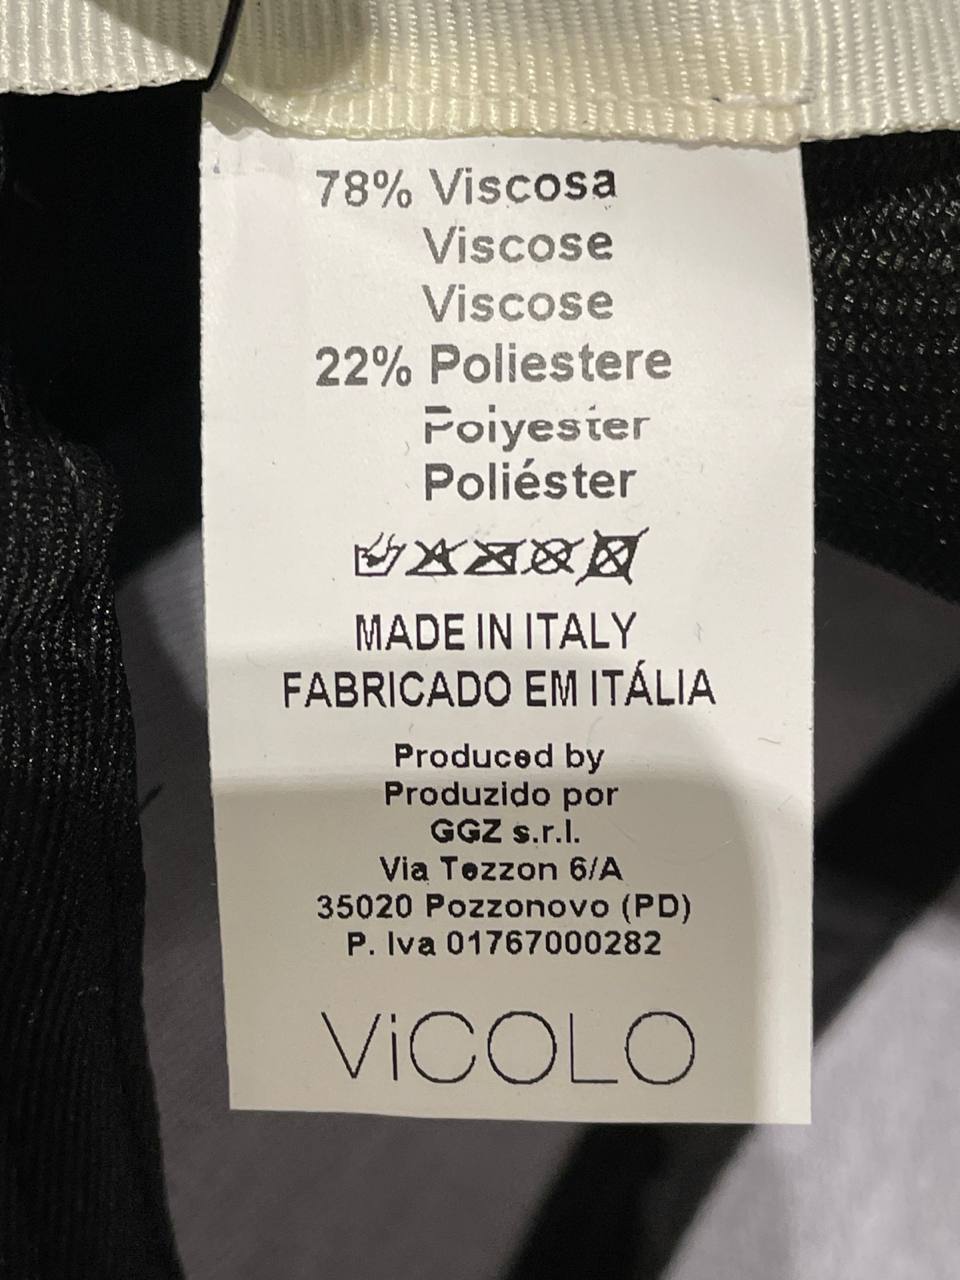 78% Viscosa
Viscose
Viscose
22% Poliestere
Polyester
Poliéster
MADE IN ITALY
FABRICADO EM ITÁLIA
Produced by
Produzido por
GGZ s.r.l.
Via Tezzon 6/A
35020 Pozzonovo (PD)
P. Iva 01767000282
ViCOLO